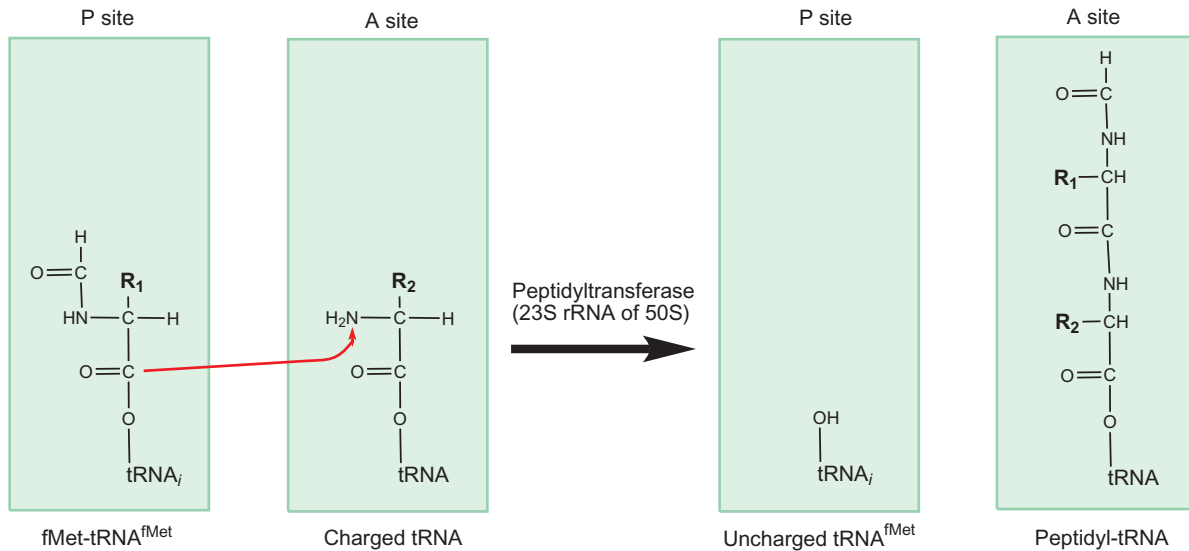 P site
A site
P site
A site
H
O
C
HN
R1
C
H
O
C
O
tRNAi
fMet-tRNAfMet
R2
H2N
C
H
O
C
O
tRNA
Charged tRNA
Peptidyltransferase
(23S rRNA of 50S)
OH
tRNAi
Uncharged tRNAfMet
H
O
C
NH
R1
CH
O
C
NH
R2
CH
O
C
O
tRNA
Peptidyl-tRNA